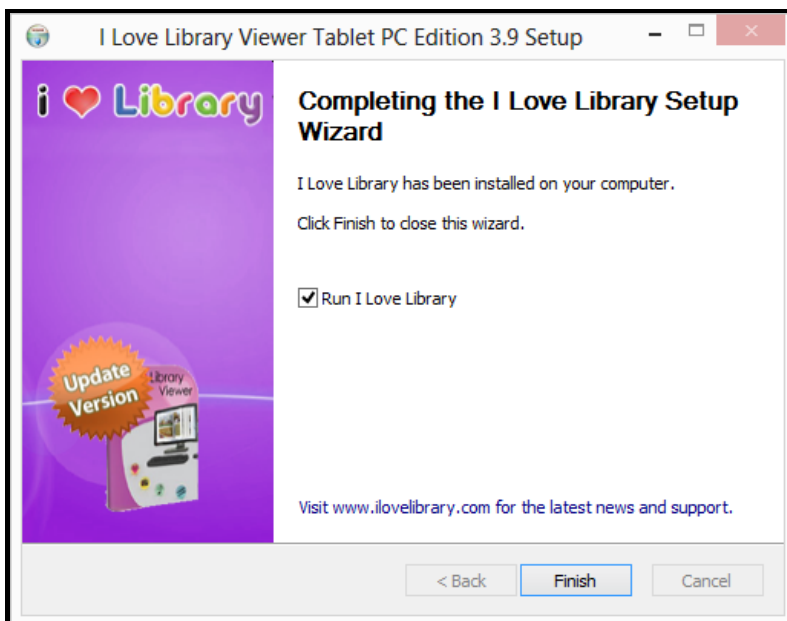 I Love Library Viewer Tablet PC Edition 3.9 Setup
i Library
Completing the I Love Library Setup
Wizard
I Love Library has been installed on your computer.
Click Finish to close this wizard.
Run I Love Library
Update
Version
Library
Viewer
Visit www.ilovelibrary.com for the latest news and support.
< Back
Finish
Cancel